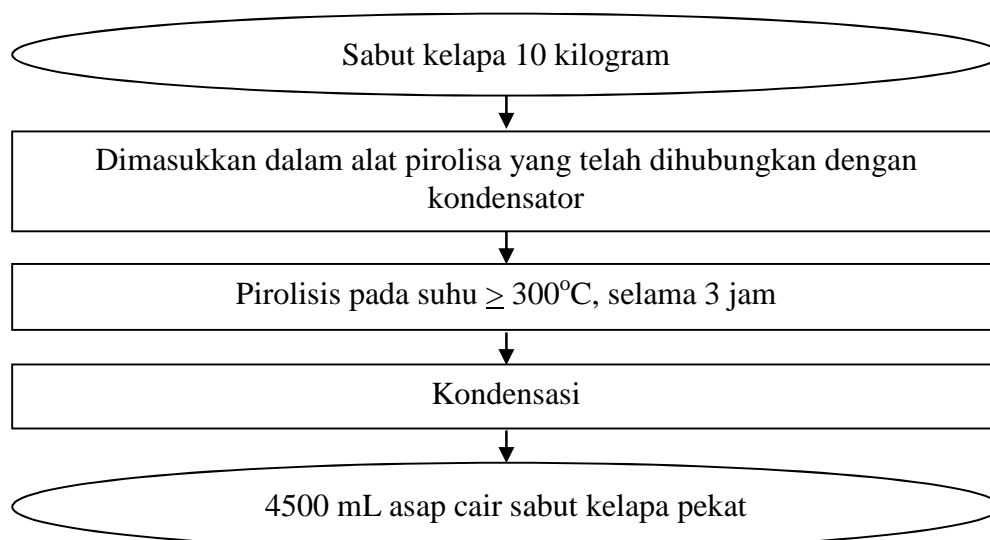 Sabut kelapa 10 kilogram
Dimasukkan dalam alat pirolisa yang telah dihubungkan dengan
kondensator
Pirolisis pada suhu ≥ 300°C, selama 3 jam
Kondensasi
4500 mL asap cair sabut kelapa pekat